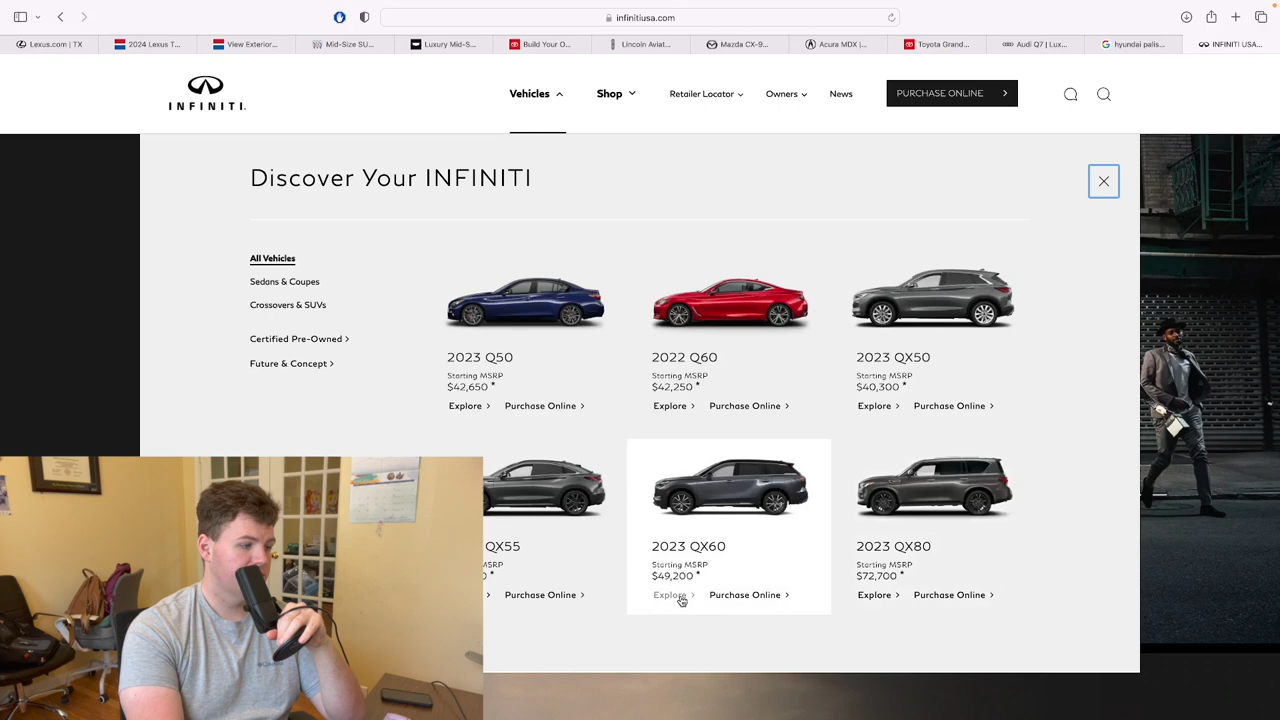 infinitiusa.com
Lexus.com | TX
2024 Lexus T...
View Exterior...
Mid-Size SU...
Luxury Mid-S...
Build Your O...
Lincoln Aviat...
Mazda CX-9...
Acura MDX |...
Toyota Grand...
Audi Q7 | Lux...
hyundai palis...
INFINITI USA...
INFINITI
Vehicles
Shop
Retailer Locator
Owners
News
PURCHASE ONLINE
Discover Your INFINITI
All Vehicles
Sedans & Coupes
Crossovers & SUVs
Certified Pre-Owned
Future & Concept
2023 Q50
Starting MSRP
$42,650 *
Explore Purchase Online
2022 Q60
Starting MSRP
$42,250 *
Explore Purchase Online
2023 QX50
Starting MSRP
$40,300 *
Explore Purchase Online
QX55
MSRP
*
Purchase Online
2023 QX60
Starting MSRP
$49,200 *
Explore Purchase Online
2023 QX80
Starting MSRP
$72,700 *
Explore Purchase Online